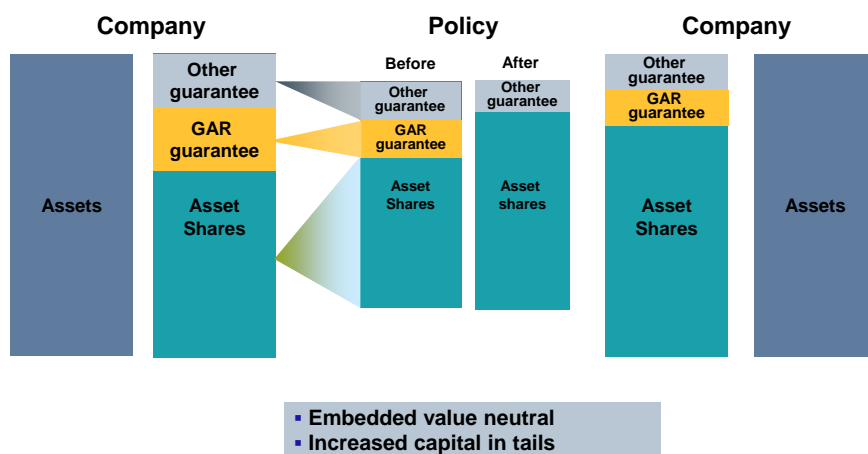 Company
Policy
Company
Before
After
Other
guarantee
GAR
guarantee
Assets
Asset
Shares
Other
guarantee
GAR
guarantee
Asset
Shares
Other
guarantee
Asset
shares
Other
guarantee
GAR
guarantee
Asset
Shares
Assets
▪ Embedded value neutral
▪ Increased capital in tails